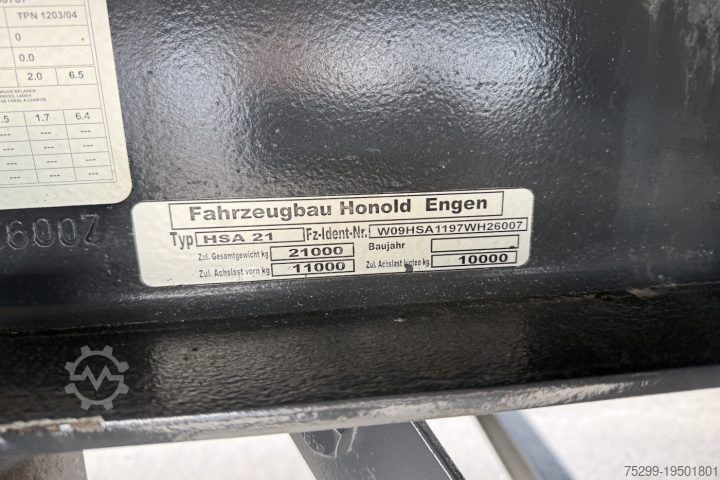 TPN 1203/04
0
0.0
2.0 6.5
.5 1.7 6.4
--- --- ---
--- --- ---
--- --- ---
--- --- ---
6007
Fahrzeugbau Honold Engen
Typ HSA 21 Fz-Ident-Nr. W09HSA1197WH26007
Zul. Gesamtgewicht kg 21000 Baujahr
Zul. Achslast vorn kg 11000 Zul. Achslast hinten kg 10000
75299-19501801